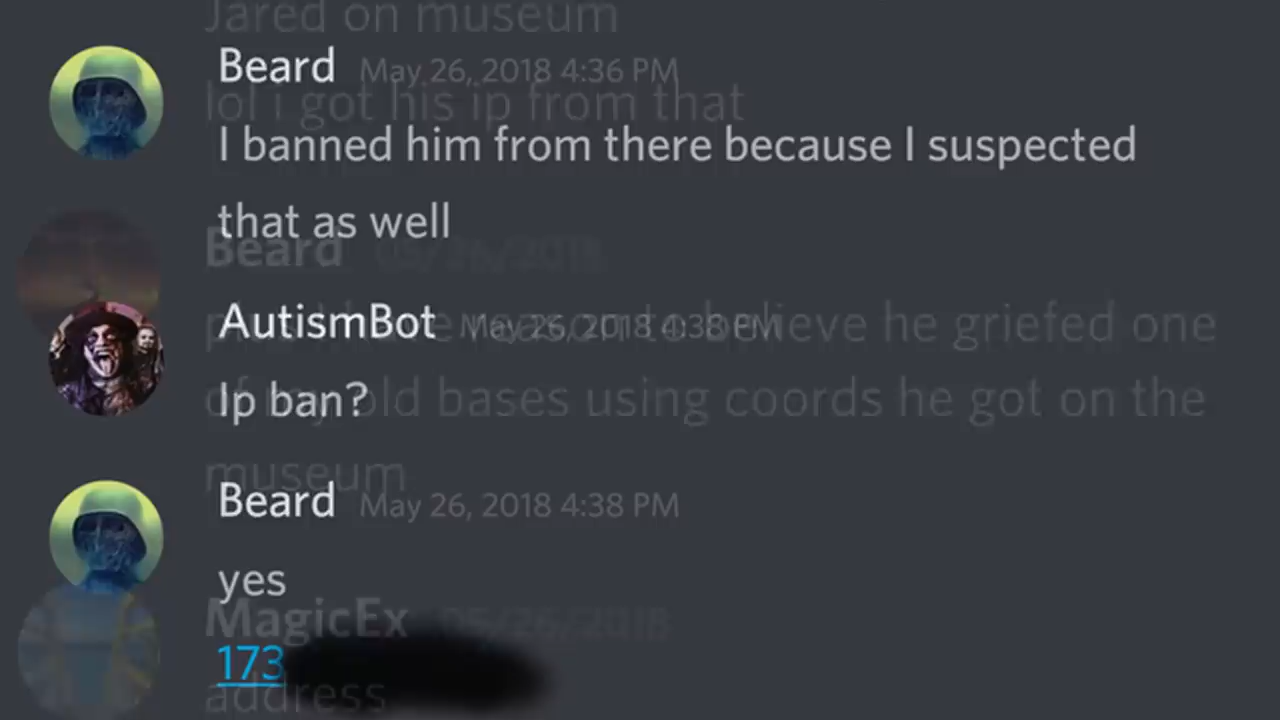 Jared on museum
Beard May 26, 2018 4:36 PM
lol i got his ip from that
I banned him from there because I suspected
that as well
Beard 05/26/2018
AutismBot May 26, 2018 4:38 PM
believe he griefed one
Ip ban?
old bases using coords he got on the
museum
Beard May 26, 2018 4:38 PM
yes
MagicEx 05/26/2018
173
address